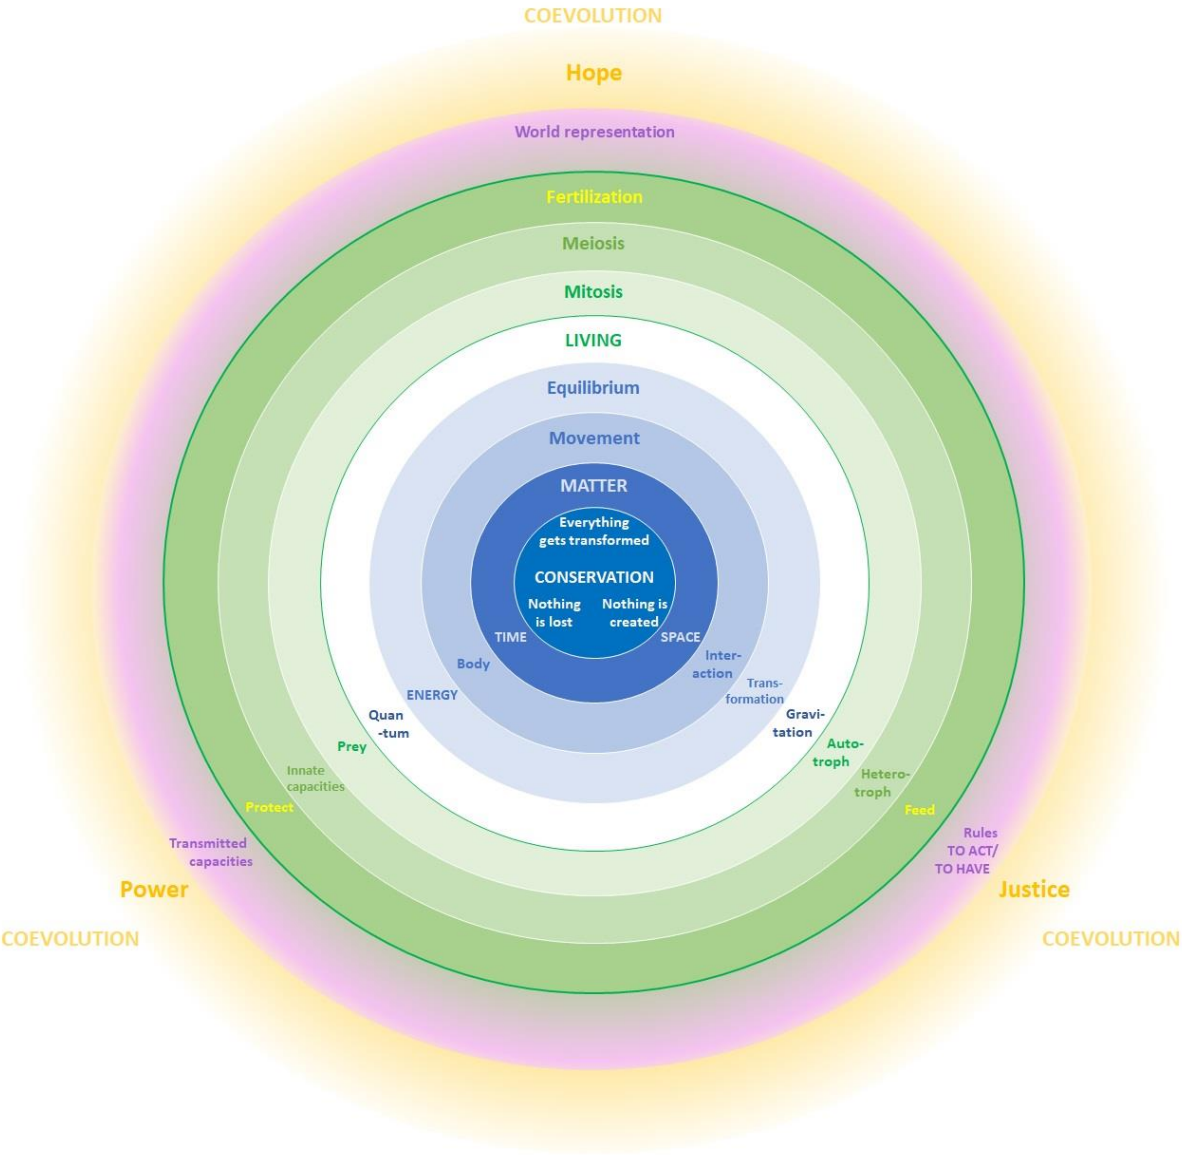 COEVOLUTION
Hope
World representation
Fertilization
Meiosis
Mitosis
LIVING
Equilibrium
Movement
MATTER
Everything
gets transformed
CONSERVATION
Nothing
is lost
Nothing is
created
TIME
SPACE
Body
Inter-
action
ENERGY
Trans-
formation
Quan
-tum
Gravi-
tation
Prey
Auto-
troph
Innate
capacities
Hetero-
troph
Protect
Feed
Transmitted
capacities
Rules
TO ACT/
TO HAVE
Power
Justice
COEVOLUTION
COEVOLUTION